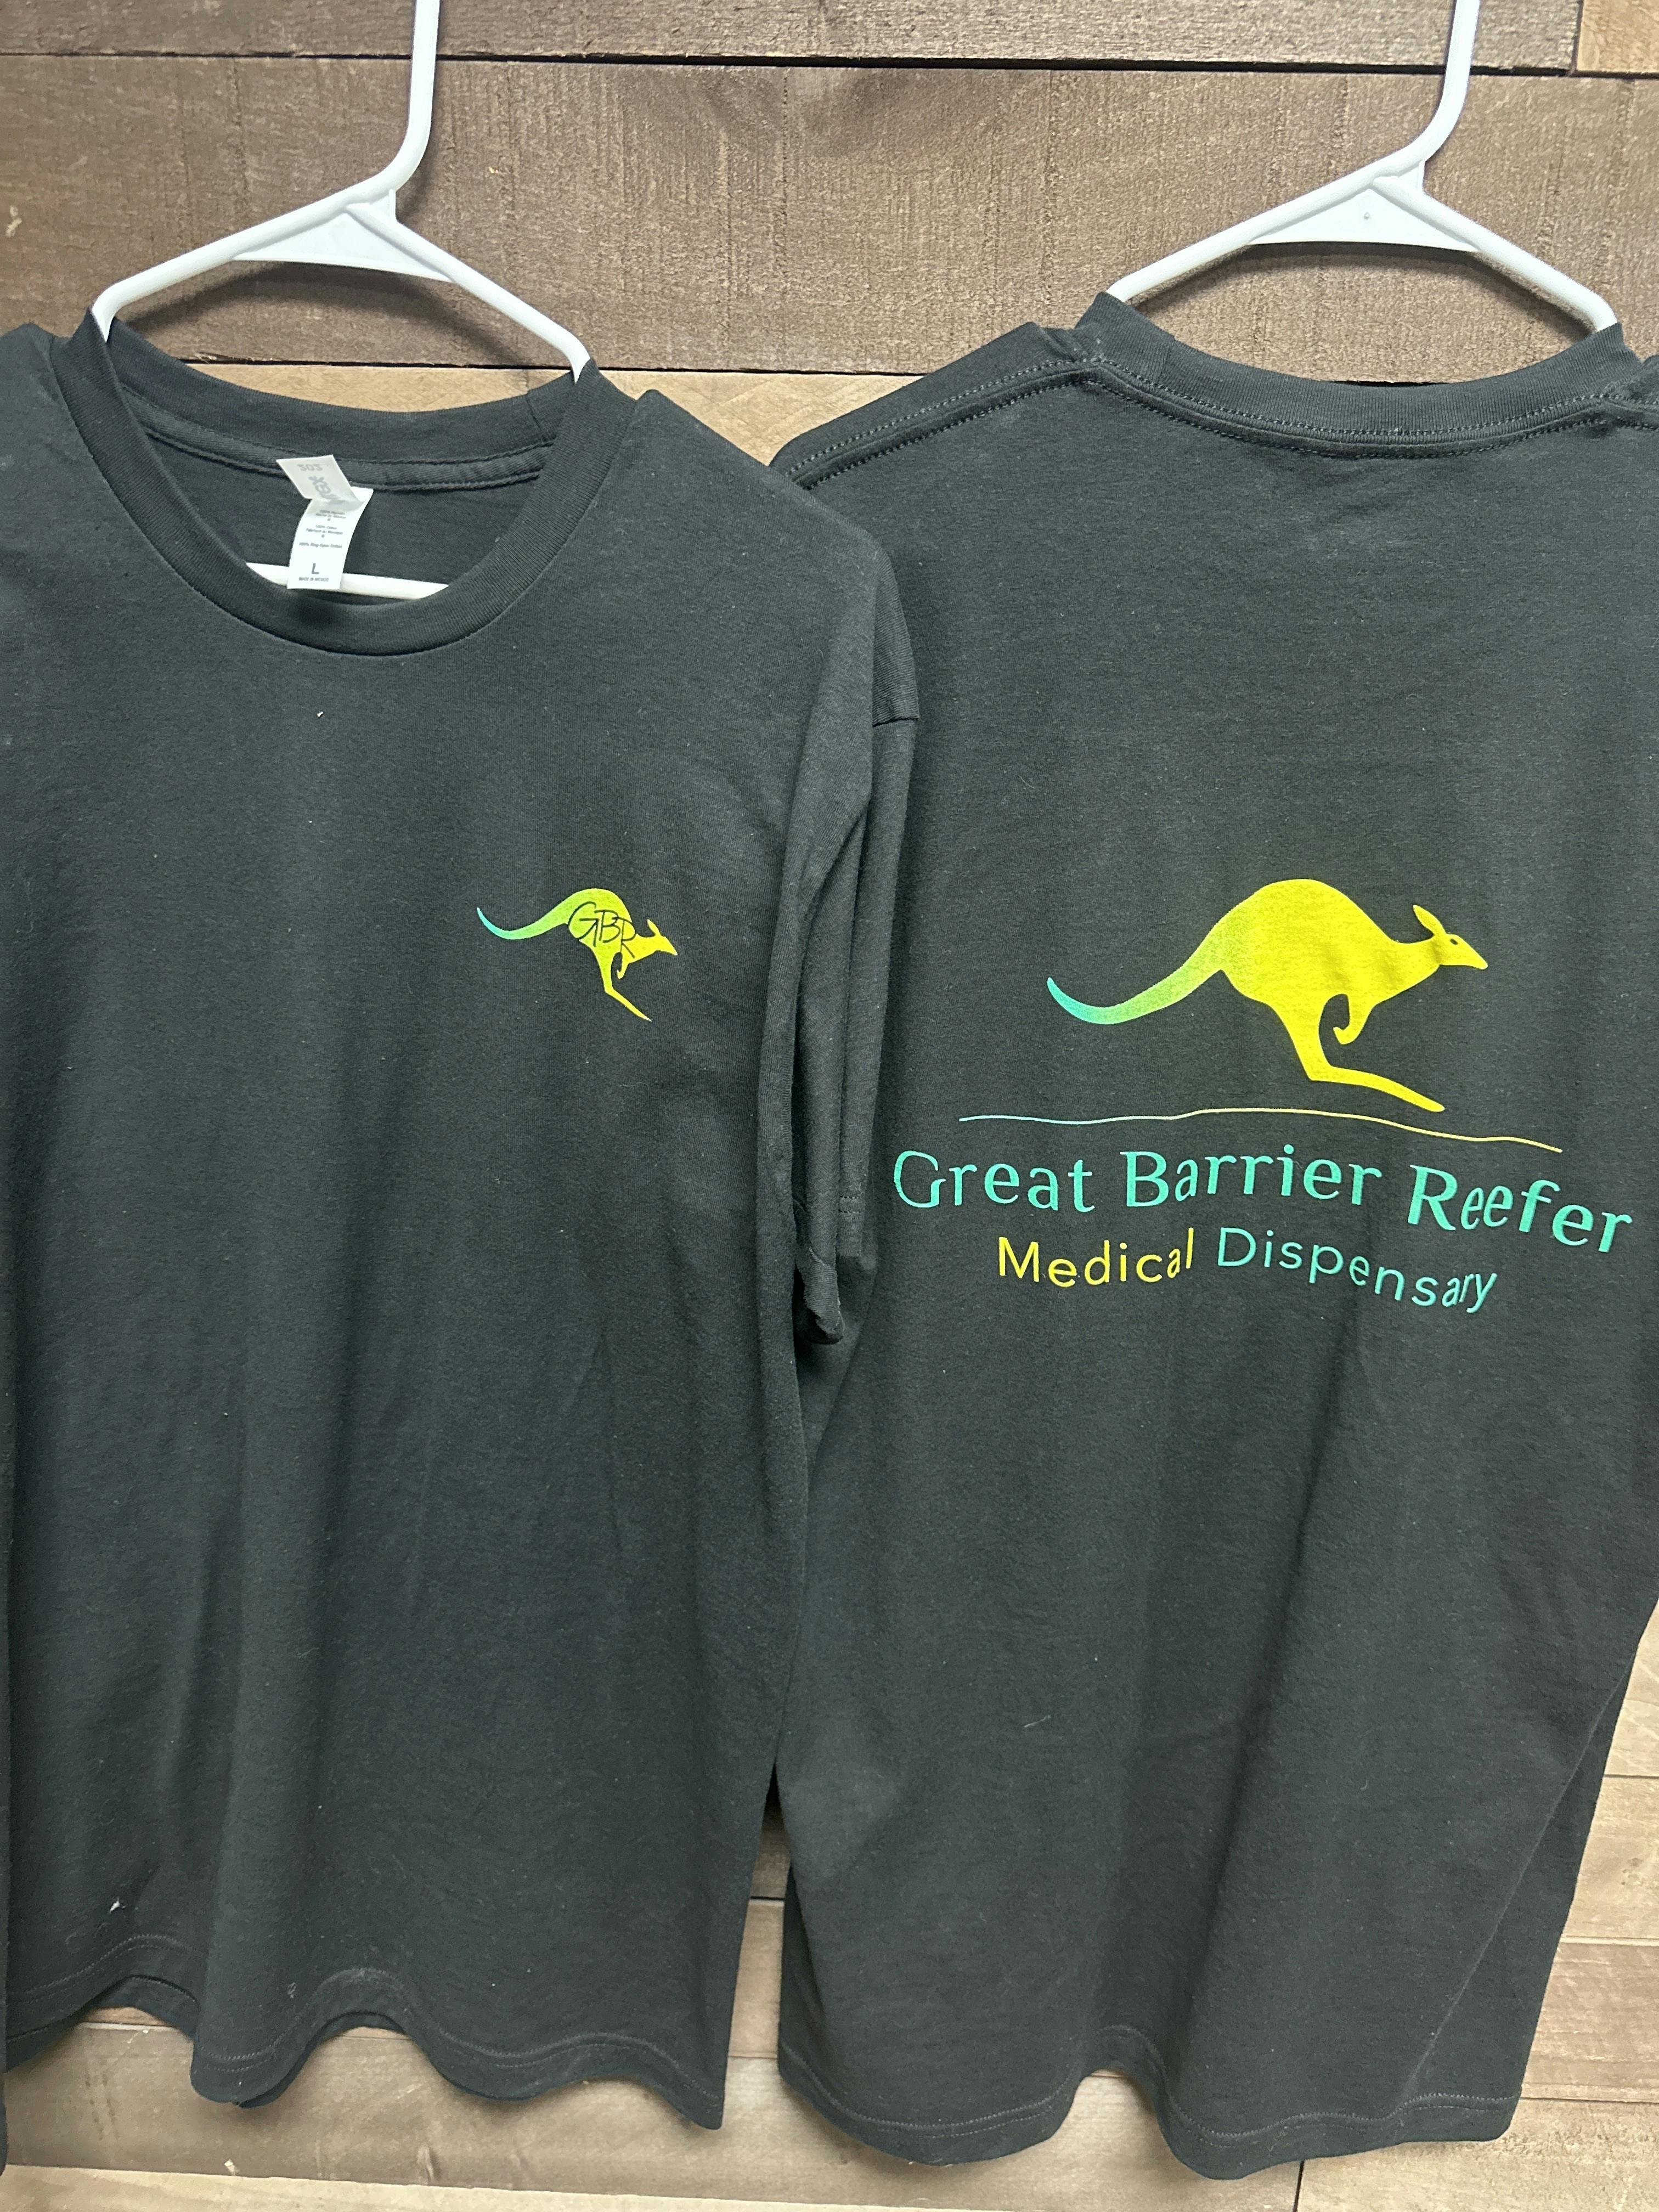 L
GBR
Great Barrier Reefer
Medical Dispensary